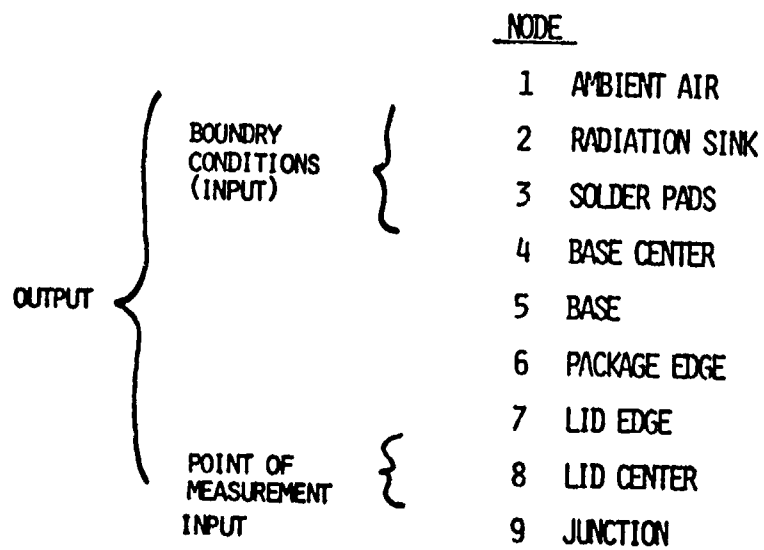 NODE
1 AMBIENT AIR
BOUNDRY
CONDITIONS
(INPUT)
2 RADIATION SINK
3 SOLDER PADS
4 BASE CENTER
OUTPUT
5 BASE
6 PACKAGE EDGE
7 LID EDGE
POINT OF
MEASUREMENT
INPUT
8 LID CENTER
9 JUNCTION